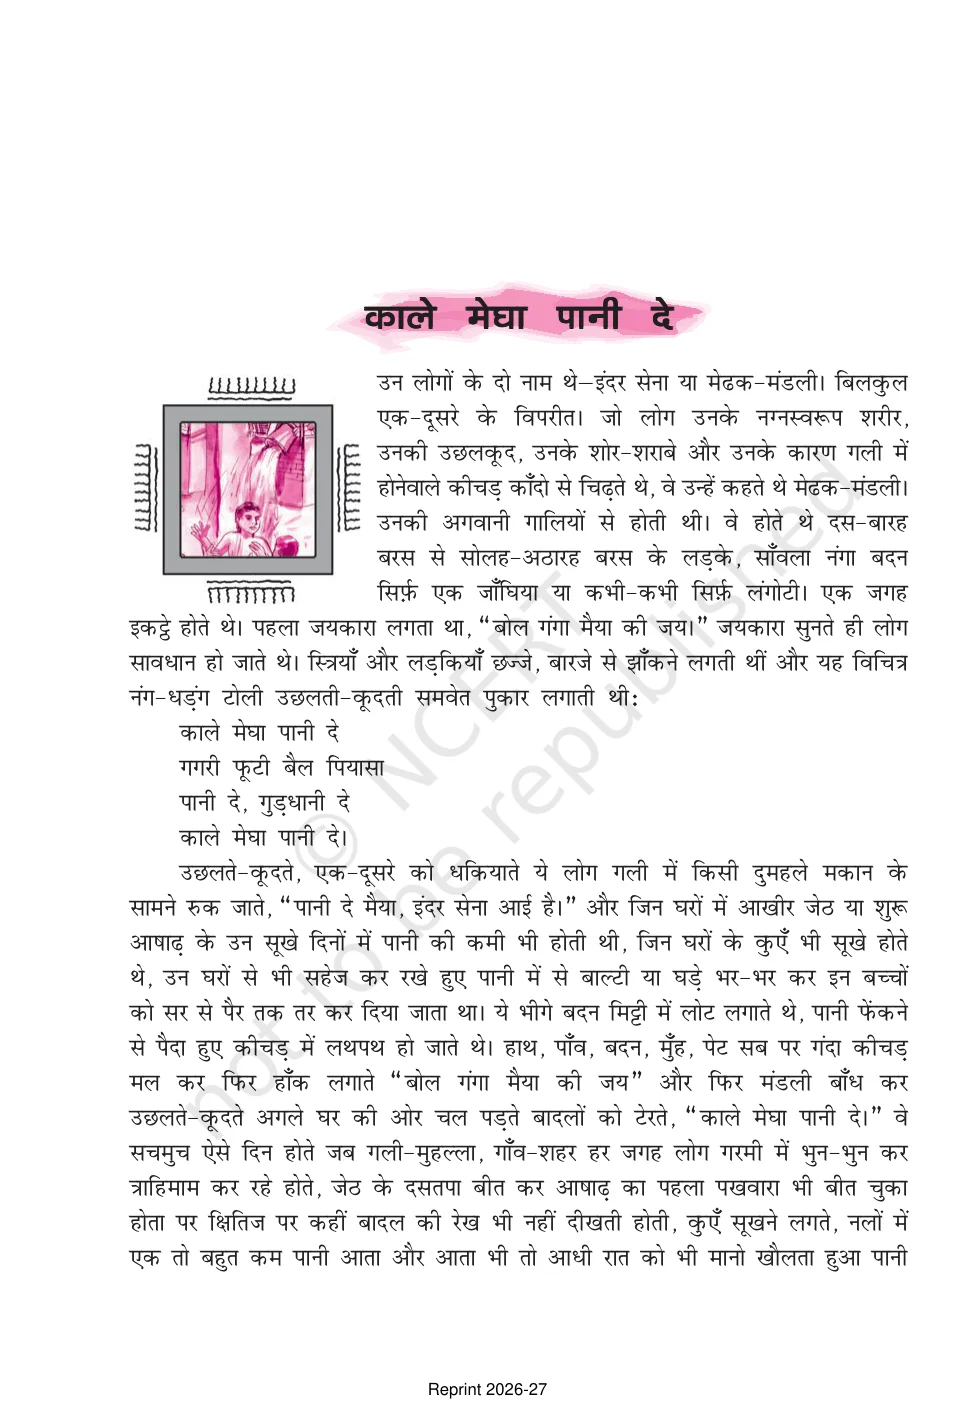 काले मेघा पानी दे
उन लोगों के दो नाम थे–इंदर सेना या मेढक-मंडली। बिलकुल
एक-दूसरे के विपरीत। जो लोग उनके नग्नस्वरूप शरीर,
उनकी उछलकूद, उनके शोर-शराबे और उनके कारण गली में
होनेवाले कीचड़ काँदो से चिढ़ते थे, वे उन्हें कहते थे मेढक-मंडली।
उनकी अगवानी गालियों से होती थी। वे होते थे दस-बारह
बरस से सोलह-अठारह बरस के लड़के, साँवला नंगा बदन
सिर्फ़ एक जाँघिया या कभी-कभी सिर्फ़ लंगोटी। एक जगह
इकट्ठे होते थे। पहला जयकारा लगता था, “बोल गंगा मैया की जय।” जयकारा सुनते ही लोग
सावधान हो जाते थे। स्त्रियाँ और लड़कियाँ छज्जे, बारजे से झाँकने लगती थीं और यह विचित्र
नंग-धड़ंग टोली उछलती-कूदती समवेत पुकार लगाती थी:
काले मेघा पानी दे
गगरी फूटी बैल पियासा
पानी दे, गुड़धानी दे
काले मेघा पानी दे।
उछलते-कूदते, एक-दूसरे को धकियाते ये लोग गली में किसी दुमहले मकान के
सामने रुक जाते, “पानी दे मैया, इंदर सेना आई है।” और जिन घरों में आखीर जेठ या शुरू
आषाढ़ के उन सूखे दिनों में पानी की कमी भी होती थी, जिन घरों के कुएँ भी सूखे होते
थे, उन घरों से भी सहेज कर रखे हुए पानी में से बाल्टी या घड़े भर-भर कर इन बच्चों
को सर से पैर तक तर कर दिया जाता था। ये भीगे बदन मिट्टी में लोट लगाते थे, पानी फेंकने
से पैदा हुए कीचड़ में लथपथ हो जाते थे। हाथ, पाँव, बदन, मुँह, पेट सब पर गंदा कीचड़
मल कर फिर हाँक लगाते “बोल गंगा मैया की जय” और फिर मंडली बाँध कर
उछलते-कूदते अगले घर की ओर चल पड़ते बादलों को टेरते, “काले मेघा पानी दे।” वे
सचमुच ऐसे दिन होते जब गली-मुहल्ला, गाँव-शहर हर जगह लोग गरमी में भुन-भुन कर
त्राहिमाम कर रहे होते, जेठ के दसतपा बीत कर आषाढ़ का पहला पखवारा भी बीत चुका
होता पर क्षितिज पर कहीं बादल की रेख भी नहीं दीखती होती, कुएँ सूखने लगते, नलों में
एक तो बहुत कम पानी आता और आता भी तो आधी रात को भी मानो खौलता हुआ पानी
© NCERT
not to be republished
Reprint 2026-27